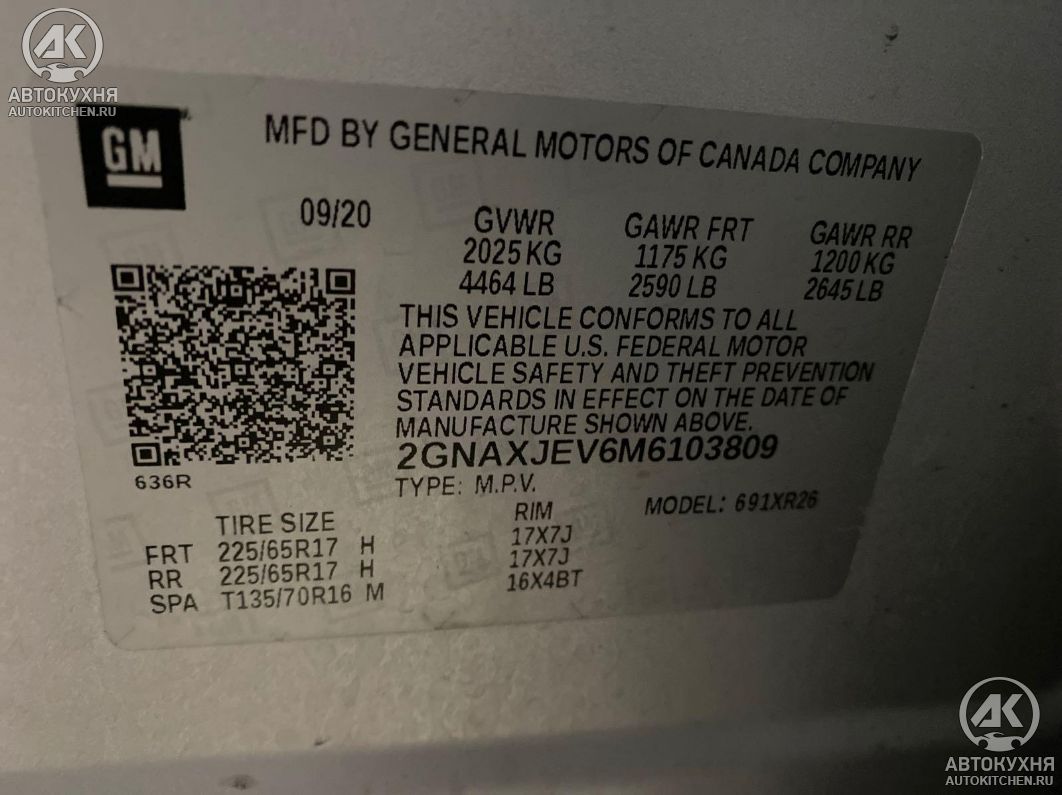 АВТОКУХНЯ
AUTOKITCHEN.RU
GM
MFD BY GENERAL MOTORS OF CANADA COMPANY
09/20
GVWR GAWR FRT GAWR RR
2025 KG 1175 KG 1200 KG
4464 LB 2590 LB 2645 LB
THIS VEHICLE CONFORMS TO ALL
APPLICABLE U.S. FEDERAL MOTOR
VEHICLE SAFETY AND THEFT PREVENTION
STANDARDS IN EFFECT ON THE DATE OF
MANUFACTURE SHOWN ABOVE.
2GNAXJEV6M6103809
636R
TYPE: M.P.V. MODEL: 691XR26
TIRE SIZE RIM
FRT 225/65R17 H 17X7J
RR 225/65R17 H 17X7J
SPA T135/70R16 M 16X4BT
АВТОКУХНЯ
AUTOKITCHEN.RU